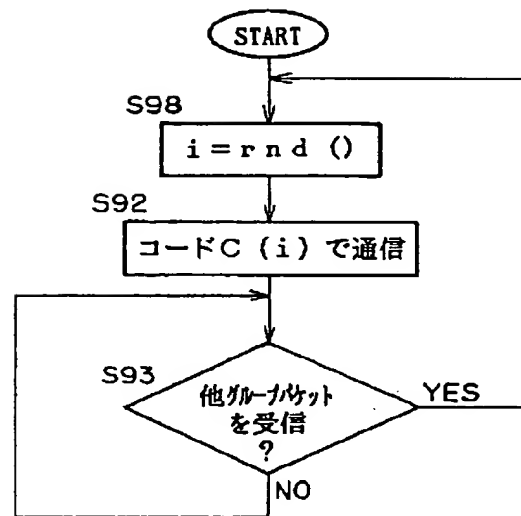 START
S98
i=rnd ()
S92
コードC (i) で通信
S93
他グループパケット
を受信
?
YES
NO